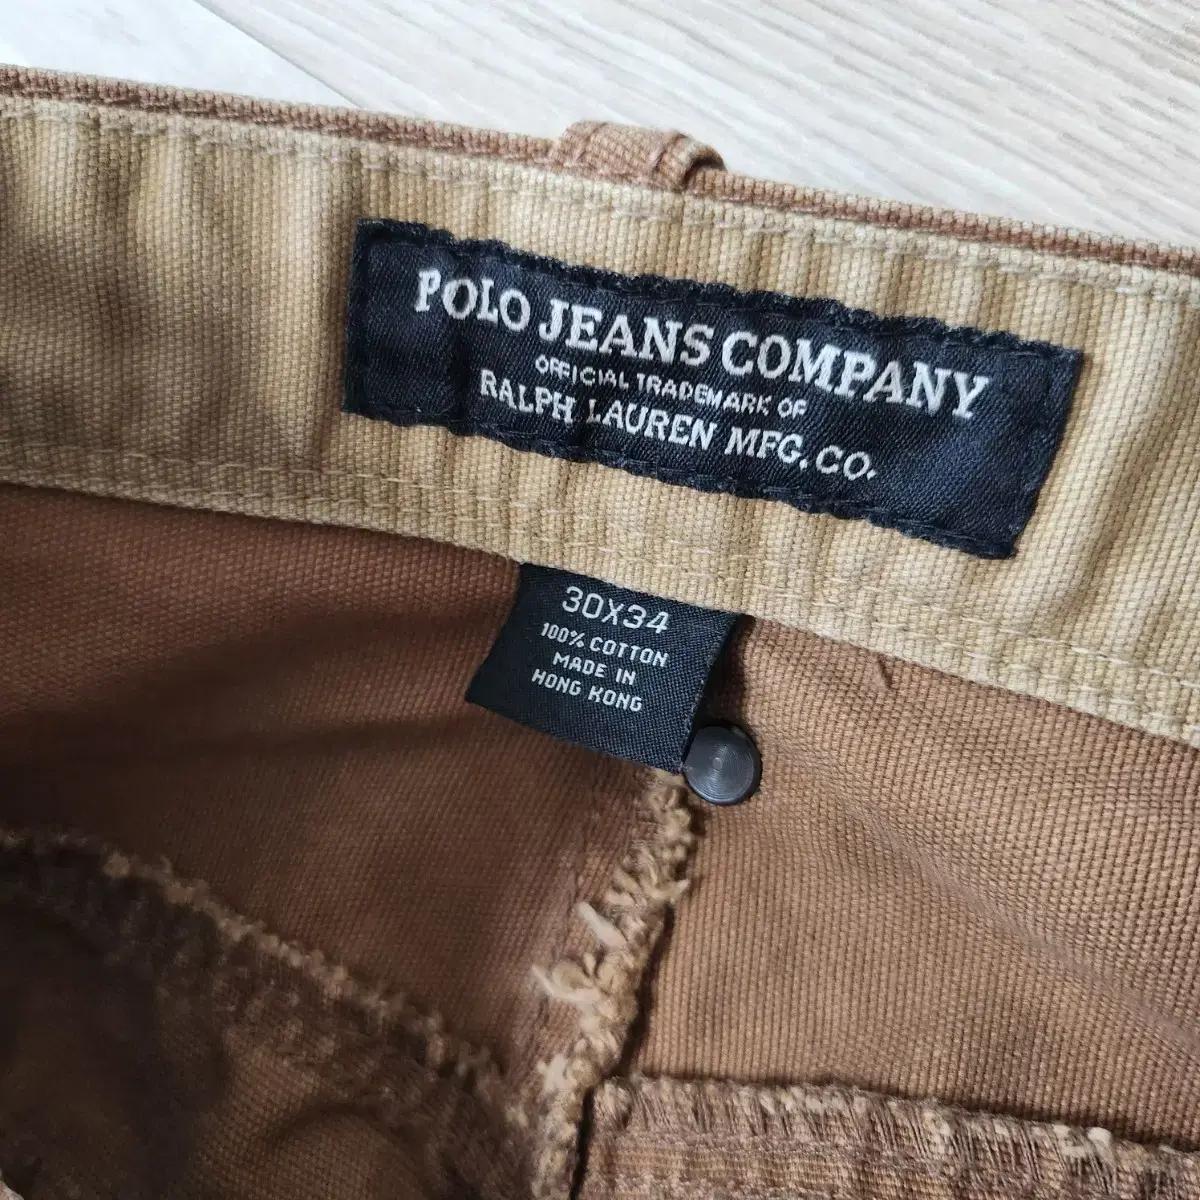 POLO JEANS COMPANY
OFFICIAL TRADEMARK OF
RALPH LAUREN MFG. CO.
30X34
100% COTTON
MADE IN
HONG KONG